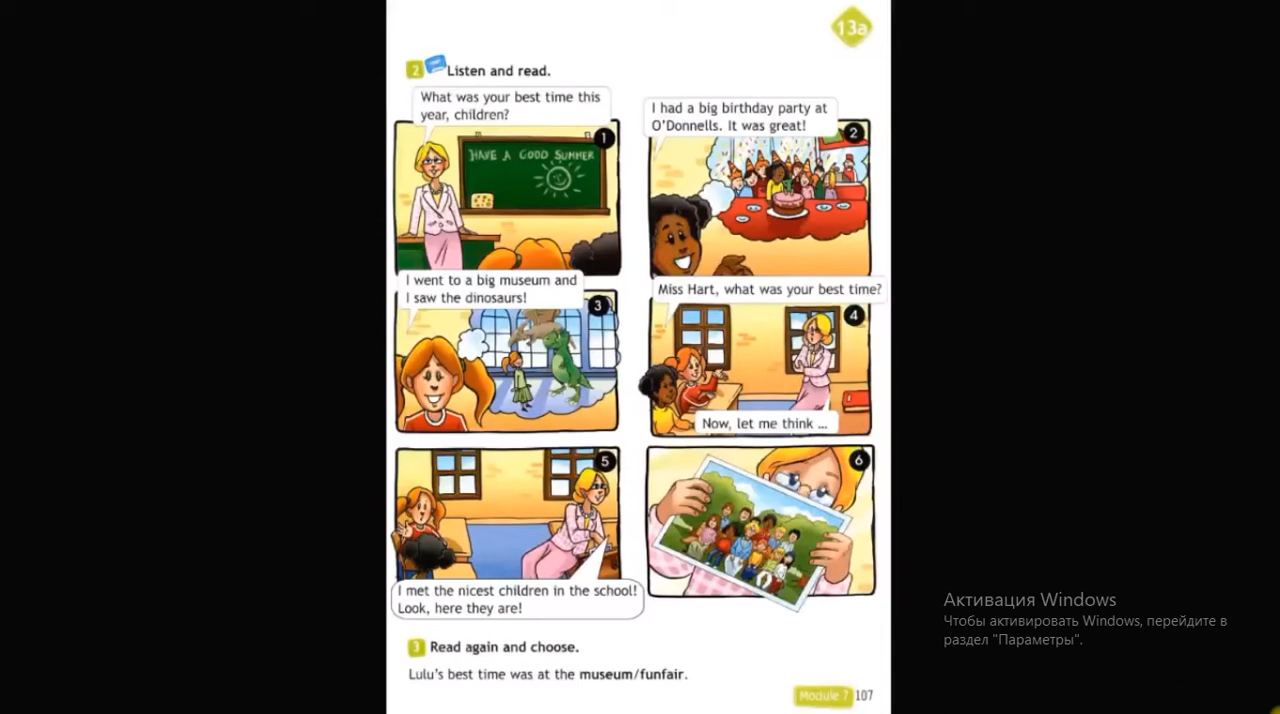 13a
2 Listen and read.
What was your best time this
year, children?
1
HAVE A GOOD SUMMER
I had a big birthday party at
O'Donnells. It was great!
2
I went to a big museum and
I saw the dinosaurs!
3
Miss Hart, what was your best time?
4
Now, let me think ...
5
I met the nicest children in the school!
Look, here they are!
6
3 Read again and choose.
Lulu's best time was at the museum/funfair.
Module 7 107
Активация Windows
Чтобы активировать Windows, перейдите в
раздел "Параметры".